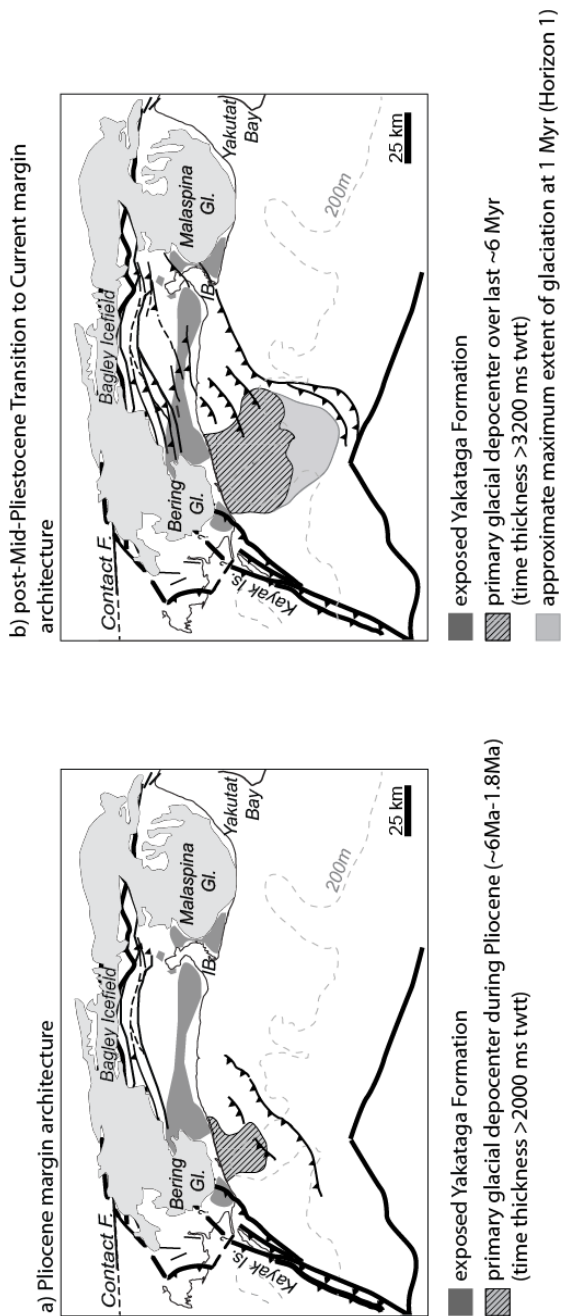 a) Pliocene margin architecture
Contact F.
Bagley Icefield
Bering
Gl.
Malaspina
Gl.
IB
Yakutat
Bay
Kayak Is.
200m
25 km
exposed Yakataga Formation
primary glacial depocenter during Pliocene (~6Ma-1.8Ma)
(time thickness >2000 ms twtt)
b) post-Mid-Pliestocene Transition to Current margin
architecture
Contact F.
Bagley Icefield
Bering
Gl.
Malaspina
Gl.
IB
Yakutat
Bay
Kayak Is.
200m
25 km
exposed Yakataga Formation
primary glacial depocenter over last ~6 Myr
(time thickness >3200 ms twtt)
approximate maximum extent of glaciation at 1 Myr (Horizon 1)